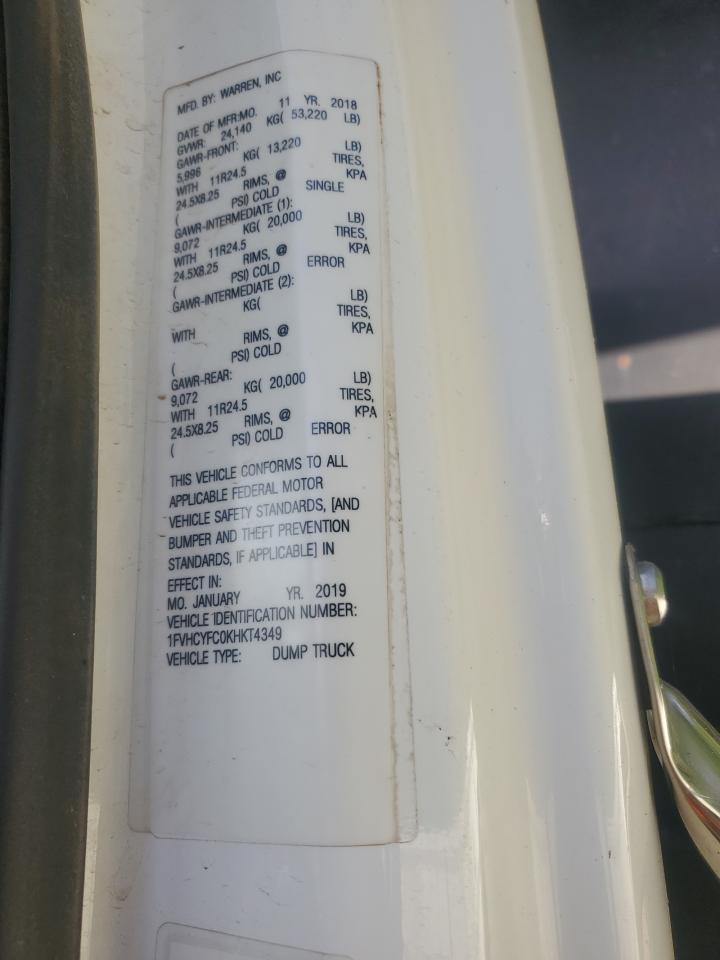 MFD. BY: WARREN, INC
DATE OF MFR:MO. 11 YR. 2018
GVWR: 24,140 KG( 53,220 LB)
GAWR-FRONT:
5,996 KG( 13,220 LB)
WITH 11R24.5 TIRES,
24.5X8.25 RIMS, @ KPA
( PSI) COLD SINGLE
GAWR-INTERMEDIATE (1):
9,072 KG( 20,000 LB)
WITH 11R24.5 TIRES,
24.5X8.25 RIMS, @ KPA
( PSI) COLD ERROR
GAWR-INTERMEDIATE (2):
KG( LB)
WITH TIRES,
RIMS, @ KPA
( PSI) COLD
GAWR-REAR:
9,072 KG( 20,000 LB)
WITH 11R24.5 TIRES,
24.5X8.25 RIMS, @ KPA
( PSI) COLD ERROR
THIS VEHICLE CONFORMS TO ALL
APPLICABLE FEDERAL MOTOR
VEHICLE SAFETY STANDARDS, [AND
BUMPER AND THEFT PREVENTION
STANDARDS, IF APPLICABLE] IN
EFFECT IN:
MO. JANUARY YR. 2019
VEHICLE IDENTIFICATION NUMBER:
1FVHCYFC0KHKT4349
VEHICLE TYPE: DUMP TRUCK